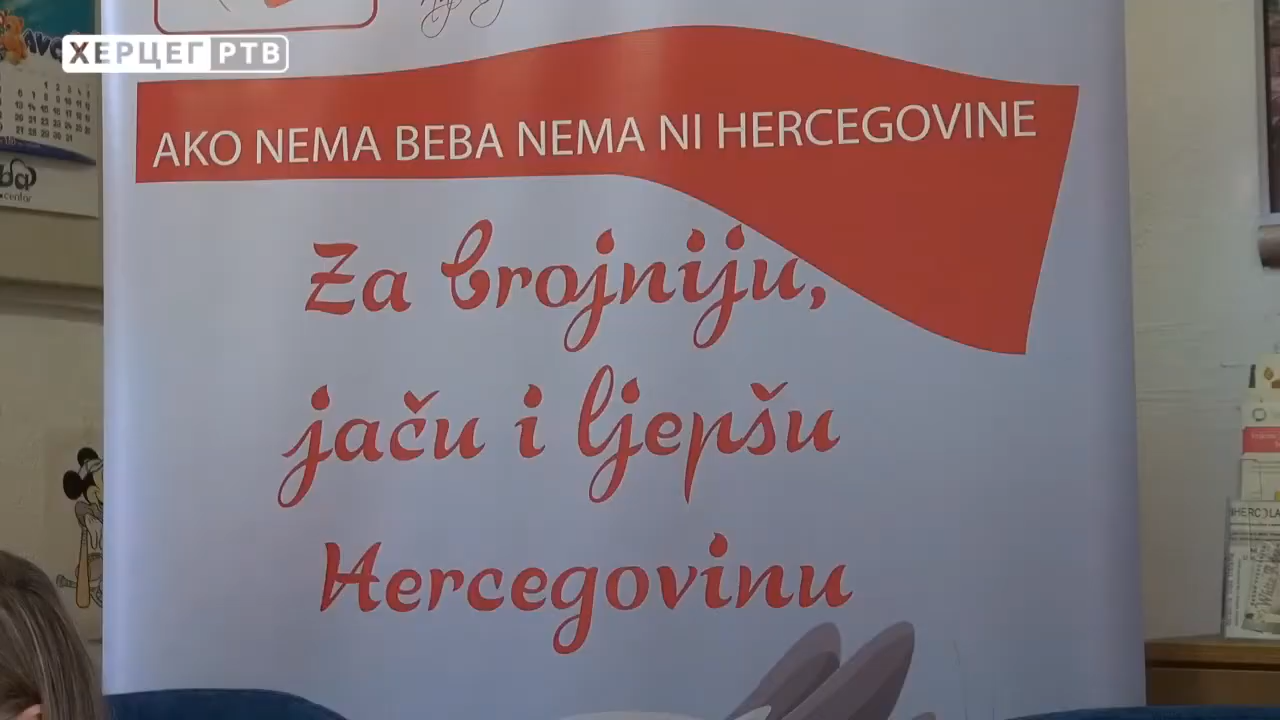 ХЕРЦЕГ РТВ
AKO NEMA BEBA NEMA NI HERCEGOVINE
Za brojniju,
jaču i ljepšu
Hercegovinu